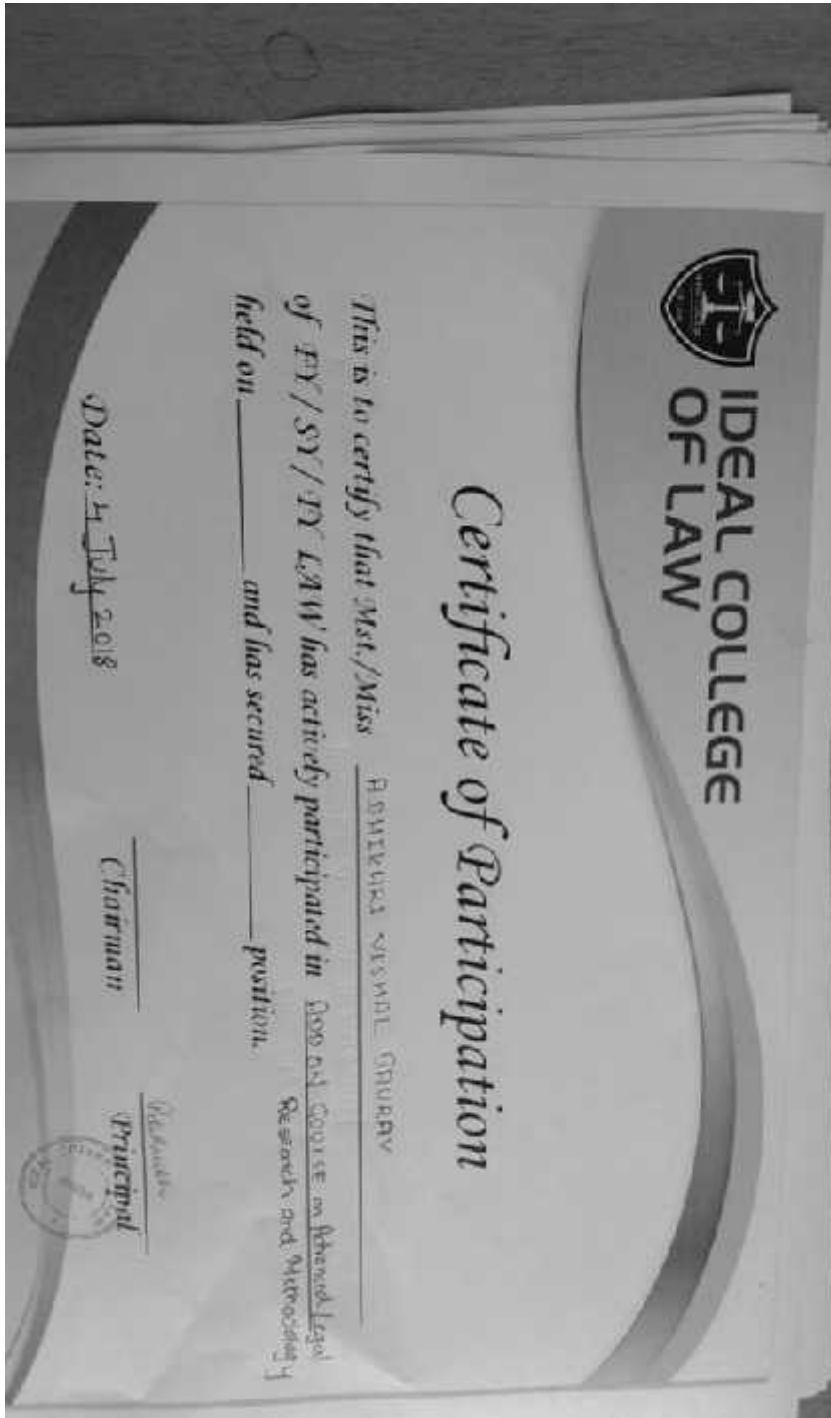 IDEAL COLLEGE
OF LAW
Certificate of Participation
This is to certify that Mst./Miss ADHIKARI VISHAL GAURAV
of FY/SY/TY LAW has actively participated in ADD ON COURSE on Advanced Legal
Research and Methodology
held on ________ and has secured ________ position.
Date: 4 July 2018
Chairman
Principal